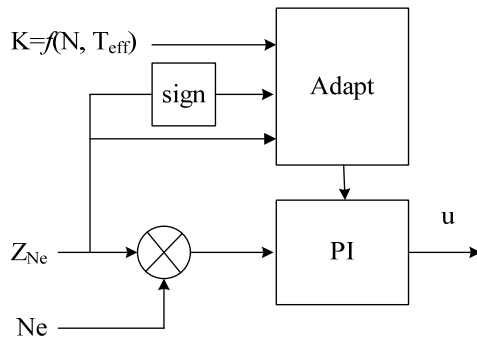 K=f(N, Teff)
sign
Adapt
ZNe
PI
u
Ne